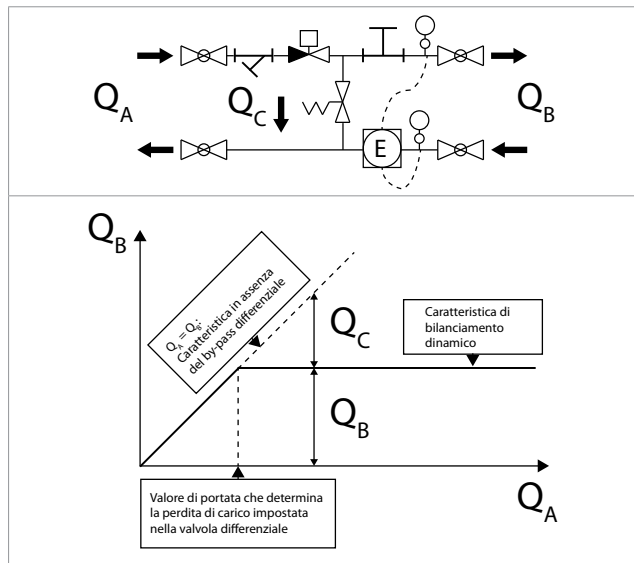 Q_A
Q_C
Q_B
E
Q_B
Q_A = Q_B:
Caratteristica in assenza
del by-pass differenziale
Q_C
Caratteristica di
bilanciamento
dinamico
Q_B
Valore di portata che determina
la perdita di carico impostata
nella valvola differenziale
Q_A